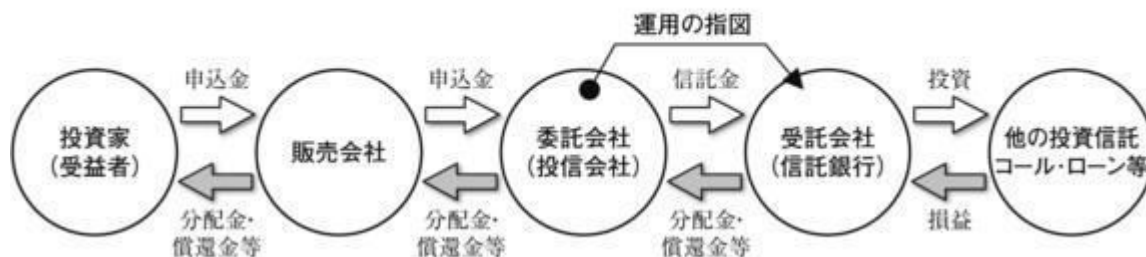 運用の指図
申込金
申込金
信託金
投資
投資家
(受益者)
販売会社
委託会社
(投信会社)
受託会社
(信託銀行)
他の投資信託
コール・ローン等
分配金・
償還金等
分配金・
償還金等
分配金・
償還金等
損益